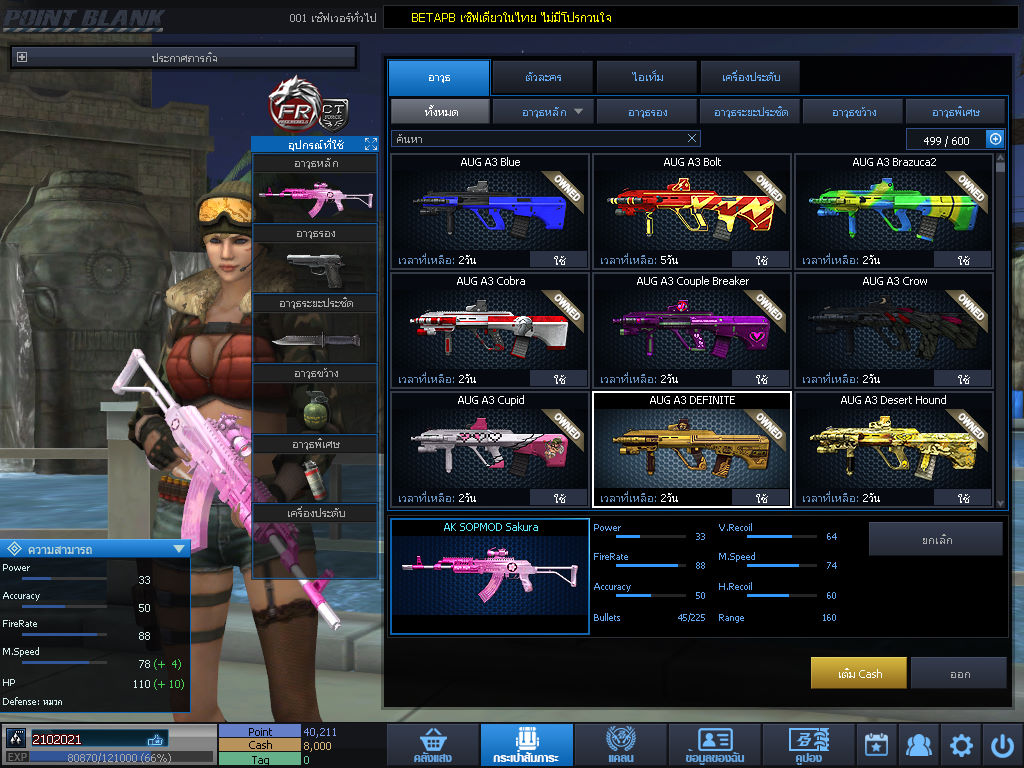 POINT BLANK
001 เซิฟเวอร์ทั่วไป
BETAPB เซิฟเดียวในไทย ไม่มีโปรกวนใจ
ประกาศภารกิจ
FR
CT
FORCE
อุปกรณ์ที่ใช้
อาวุธหลัก
อาวุธรอง
อาวุธระยะประชิด
อาวุธขว้าง
อาวุธพิเศษ
เครื่องประดับ
อาวุธ ตัวละคร ไอเท็ม เครื่องประดับ
ทั้งหมด อาวุธหลัก อาวุธรอง อาวุธระยะประชิด อาวุธขว้าง อาวุธพิเศษ
ค้นหา 499 / 600
AUG A3 Blue AUG A3 Bolt AUG A3 Brazuca2
OWNED OWNED OWNED
เวลาที่เหลือ: 2วัน ใช้ เวลาที่เหลือ: 5วัน ใช้ เวลาที่เหลือ: 2วัน ใช้
AUG A3 Cobra AUG A3 Couple Breaker AUG A3 Crow
OWNED OWNED OWNED
เวลาที่เหลือ: 2วัน ใช้ เวลาที่เหลือ: 2วัน ใช้ เวลาที่เหลือ: 2วัน ใช้
AUG A3 Cupid AUG A3 DEFINITE AUG A3 Desert Hound
OWNED OWNED OWNED
เวลาที่เหลือ: 2วัน ใช้ เวลาที่เหลือ: 2วัน ใช้ เวลาที่เหลือ: 2วัน ใช้
AK SOPMOD Sakura
Power 33 V.Recoil 64
FireRate 88 M.Speed 74
Accuracy 50 H.Recoil 60
Bullets 45/225 Range 160
ยกเลิก
เติม Cash ออก
ความสามารถ
Power 33
Accuracy 50
FireRate 88
M.Speed 78 (+ 4)
HP 110 (+ 10)
Defense: หมวก
2102021
EXP 80870/121000 (66%)
Point 40,211
Cash 8,000
Tag 0
คลังแสง กระเป๋าสัมภาระ แคลน ข้อมูลของฉัน คูปอง